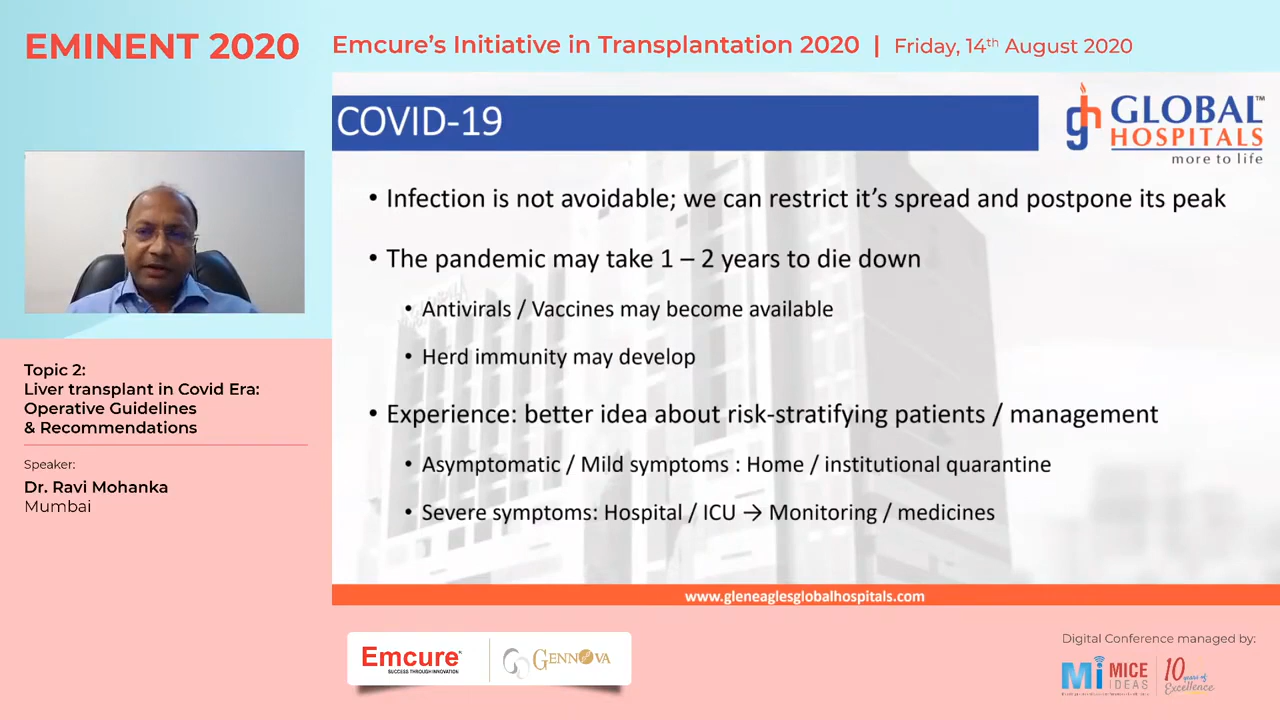 EMINENT 2020
Emcure's Initiative in Transplantation 2020 | Friday, 14th August 2020
COVID-19
gh GLOBAL™
HOSPITALS
more to life
• Infection is not avoidable; we can restrict it's spread and postpone its peak
• The pandemic may take 1 – 2 years to die down
• Antivirals / Vaccines may become available
• Herd immunity may develop
• Experience: better idea about risk-stratifying patients / management
• Asymptomatic / Mild symptoms : Home / institutional quarantine
• Severe symptoms: Hospital / ICU → Monitoring / medicines
www.gleneaglesglobalhospitals.com
Topic 2:
Liver transplant in Covid Era:
Operative Guidelines
& Recommendations
Speaker:
Dr. Ravi Mohanka
Mumbai
Emcure®
SUCCESS THROUGH INNOVATION
GENNOVA
Digital Conference managed by:
Mi MICE
IDEAS
10 years of
Excellence